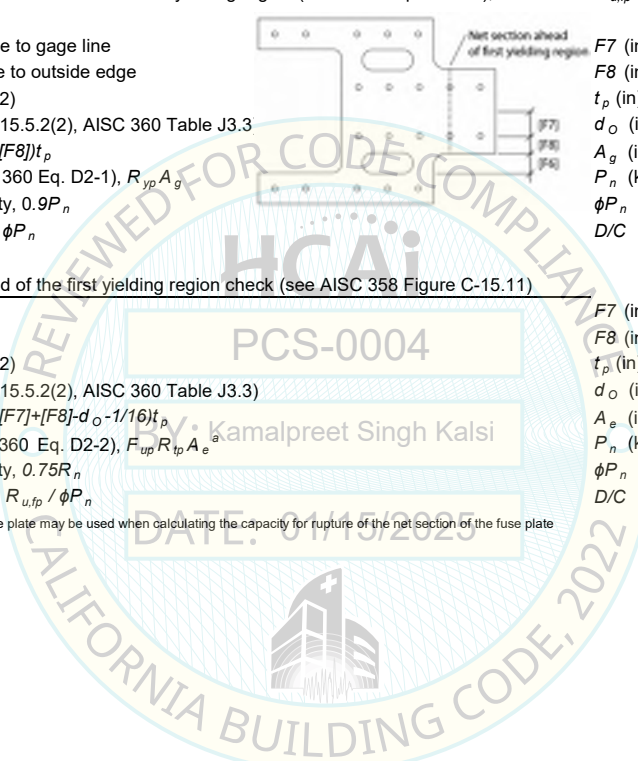 Net section ahead
of first yielding region
e to gage line
F7 (in
e to outside edge
F8 (in
2)
t p (in)
15.5.2(2), AISC 360 Table J3.3)
d O (i
[F7]
[F8]
[F6]
[F8])t p
A g (i
360 Eq. D2-1), R yp A g
P n (k
ty, 0.9P n
ϕP n
ϕP n
D/C
d of the first yielding region check (see AISC 358 Figure C-15.11)
F7 (in
F8 (in
2)
t p (in)
15.5.2(2), AISC 360 Table J3.3)
d O (i
[F7]+[F8]-d O -1/16)t p
A e (i
360 Eq. D2-2), F up R tp A e a
P n (k
ty, 0.75R n
ϕP n
R u,fp / ϕP n
D/C
e plate may be used when calculating the capacity for rupture of the net section of the fuse plate
REVIEWED FOR CODE COMPLIANCE
HCAi
PCS-0004
BY: Kamalpreet Singh Kalsi
DATE: 01/15/2025
CALIFORNIA BUILDING CODE, 2022